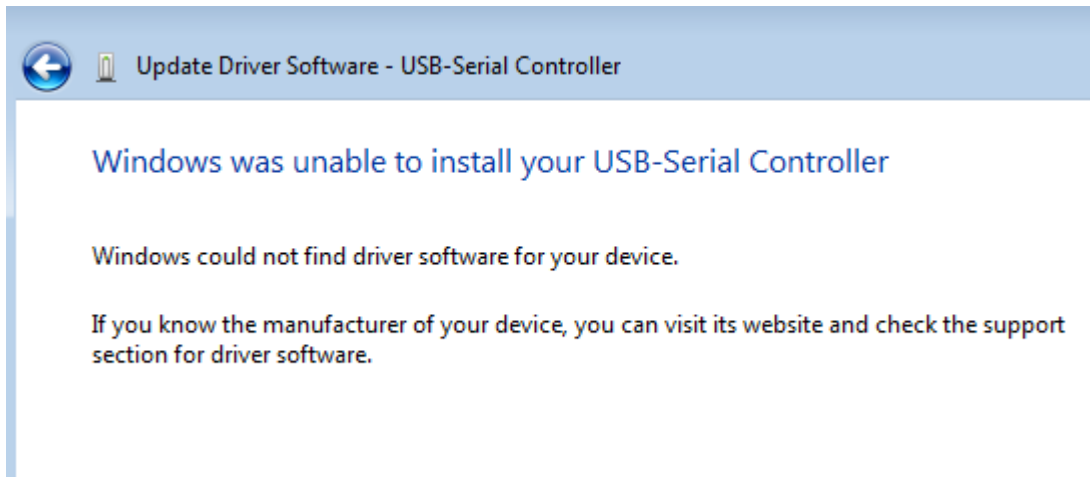 Update Driver Software - USB-Serial Controller
Windows was unable to install your USB-Serial Controller
Windows could not find driver software for your device.
If you know the manufacturer of your device, you can visit its website and check the support
section for driver software.